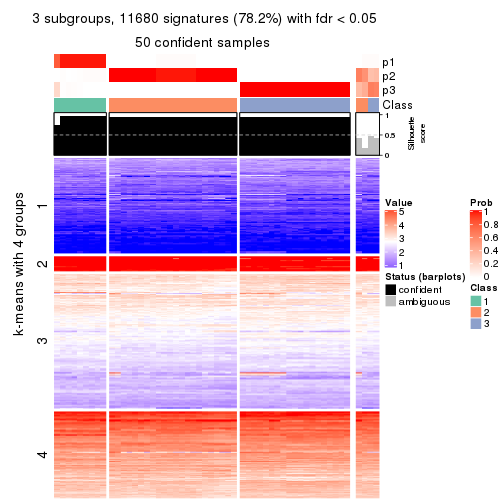 3 subgroups, 11680 signatures (78.2%) with fdr < 0.05
50 confident samples
p1
p2
p3
Class
1
0.5
0
Silhouette
score
k-means with 4 groups
1
2
3
4
Value
5
4
3
2
1
Status (barplots)
confident
ambiguous
Prob
1
0.8
0.6
0.4
0.2
0
Class
1
2
3